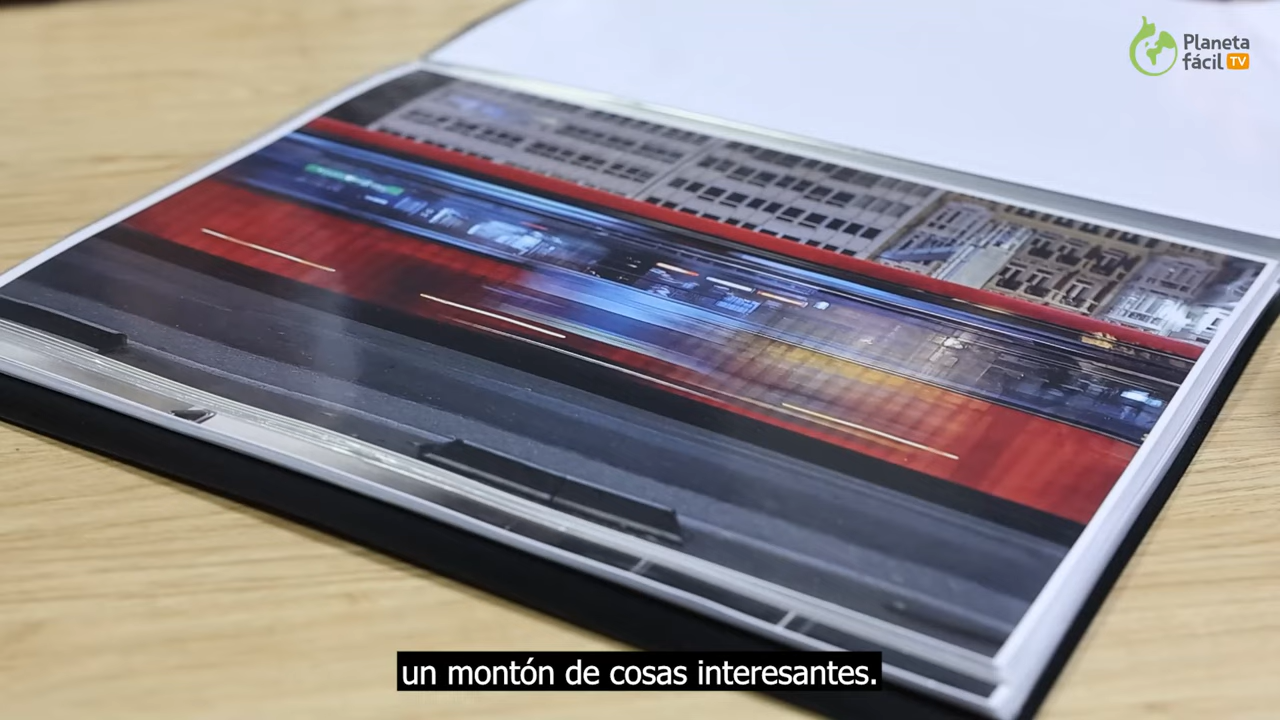 Planeta
fácil TV
un montón de cosas interesantes.